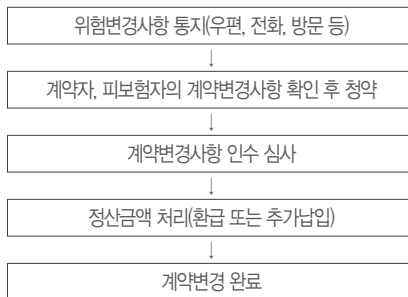 위험변경사항 통지(우편, 전화, 방문 등)
↓
계약자, 피보험자의 계약변경사항 확인 후 청약
↓
계약변경사항 인수 심사
↓
정산금액 처리(환급 또는 추가납입)
↓
계약변경 완료